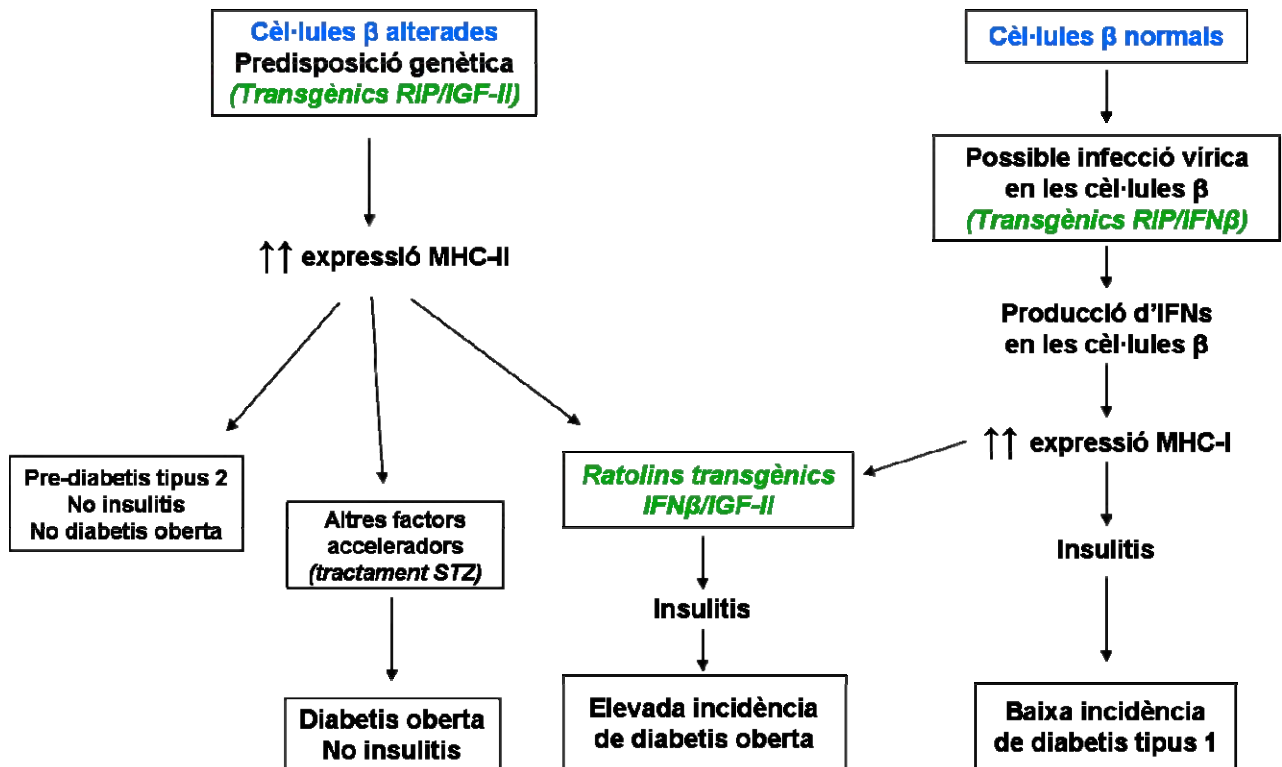 Cèl·lules β alterades
Predisposició genètica
(Transgènics RIP/IGF-II)
↑↑ expressió MHC-II
Pre-diabetis tipus 2
No insulitis
No diabetis oberta
Altres factors
acceleradors
(tractament STZ)
Diabetis oberta
No insulitis
Ratolins transgènics
IFNβ/IGF-II
Insulitis
Elevada incidència
de diabetis oberta
Cèl·lules β normals
Possible infecció vírica
en les cèl·lules β
(Transgènics RIP/IFNβ)
Producció d'IFNs
en les cèl·lules β
↑↑ expressió MHC-I
Insulitis
Baixa incidència
de diabetis tipus 1